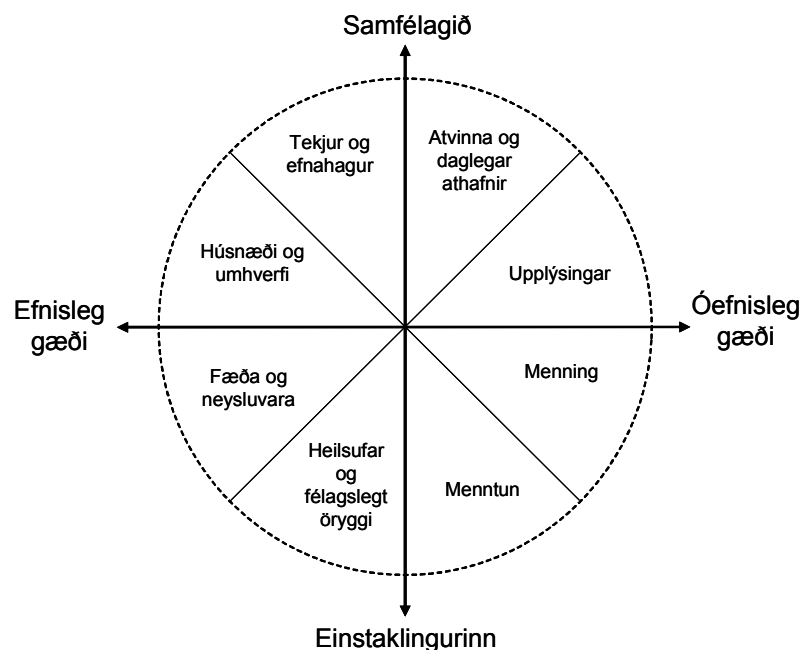 Samfélagið
Tekjur og
efnahagur
Atvinna og
daglegar
athafnir
Húsnæði og
umhverfi
Upplýsingar
Efnisleg
gæði
Óefnisleg
gæði
Fæða og
neysluvara
Menning
Heilsufar
og
félagslegt
öryggi
Menntun
Einstaklingurinn